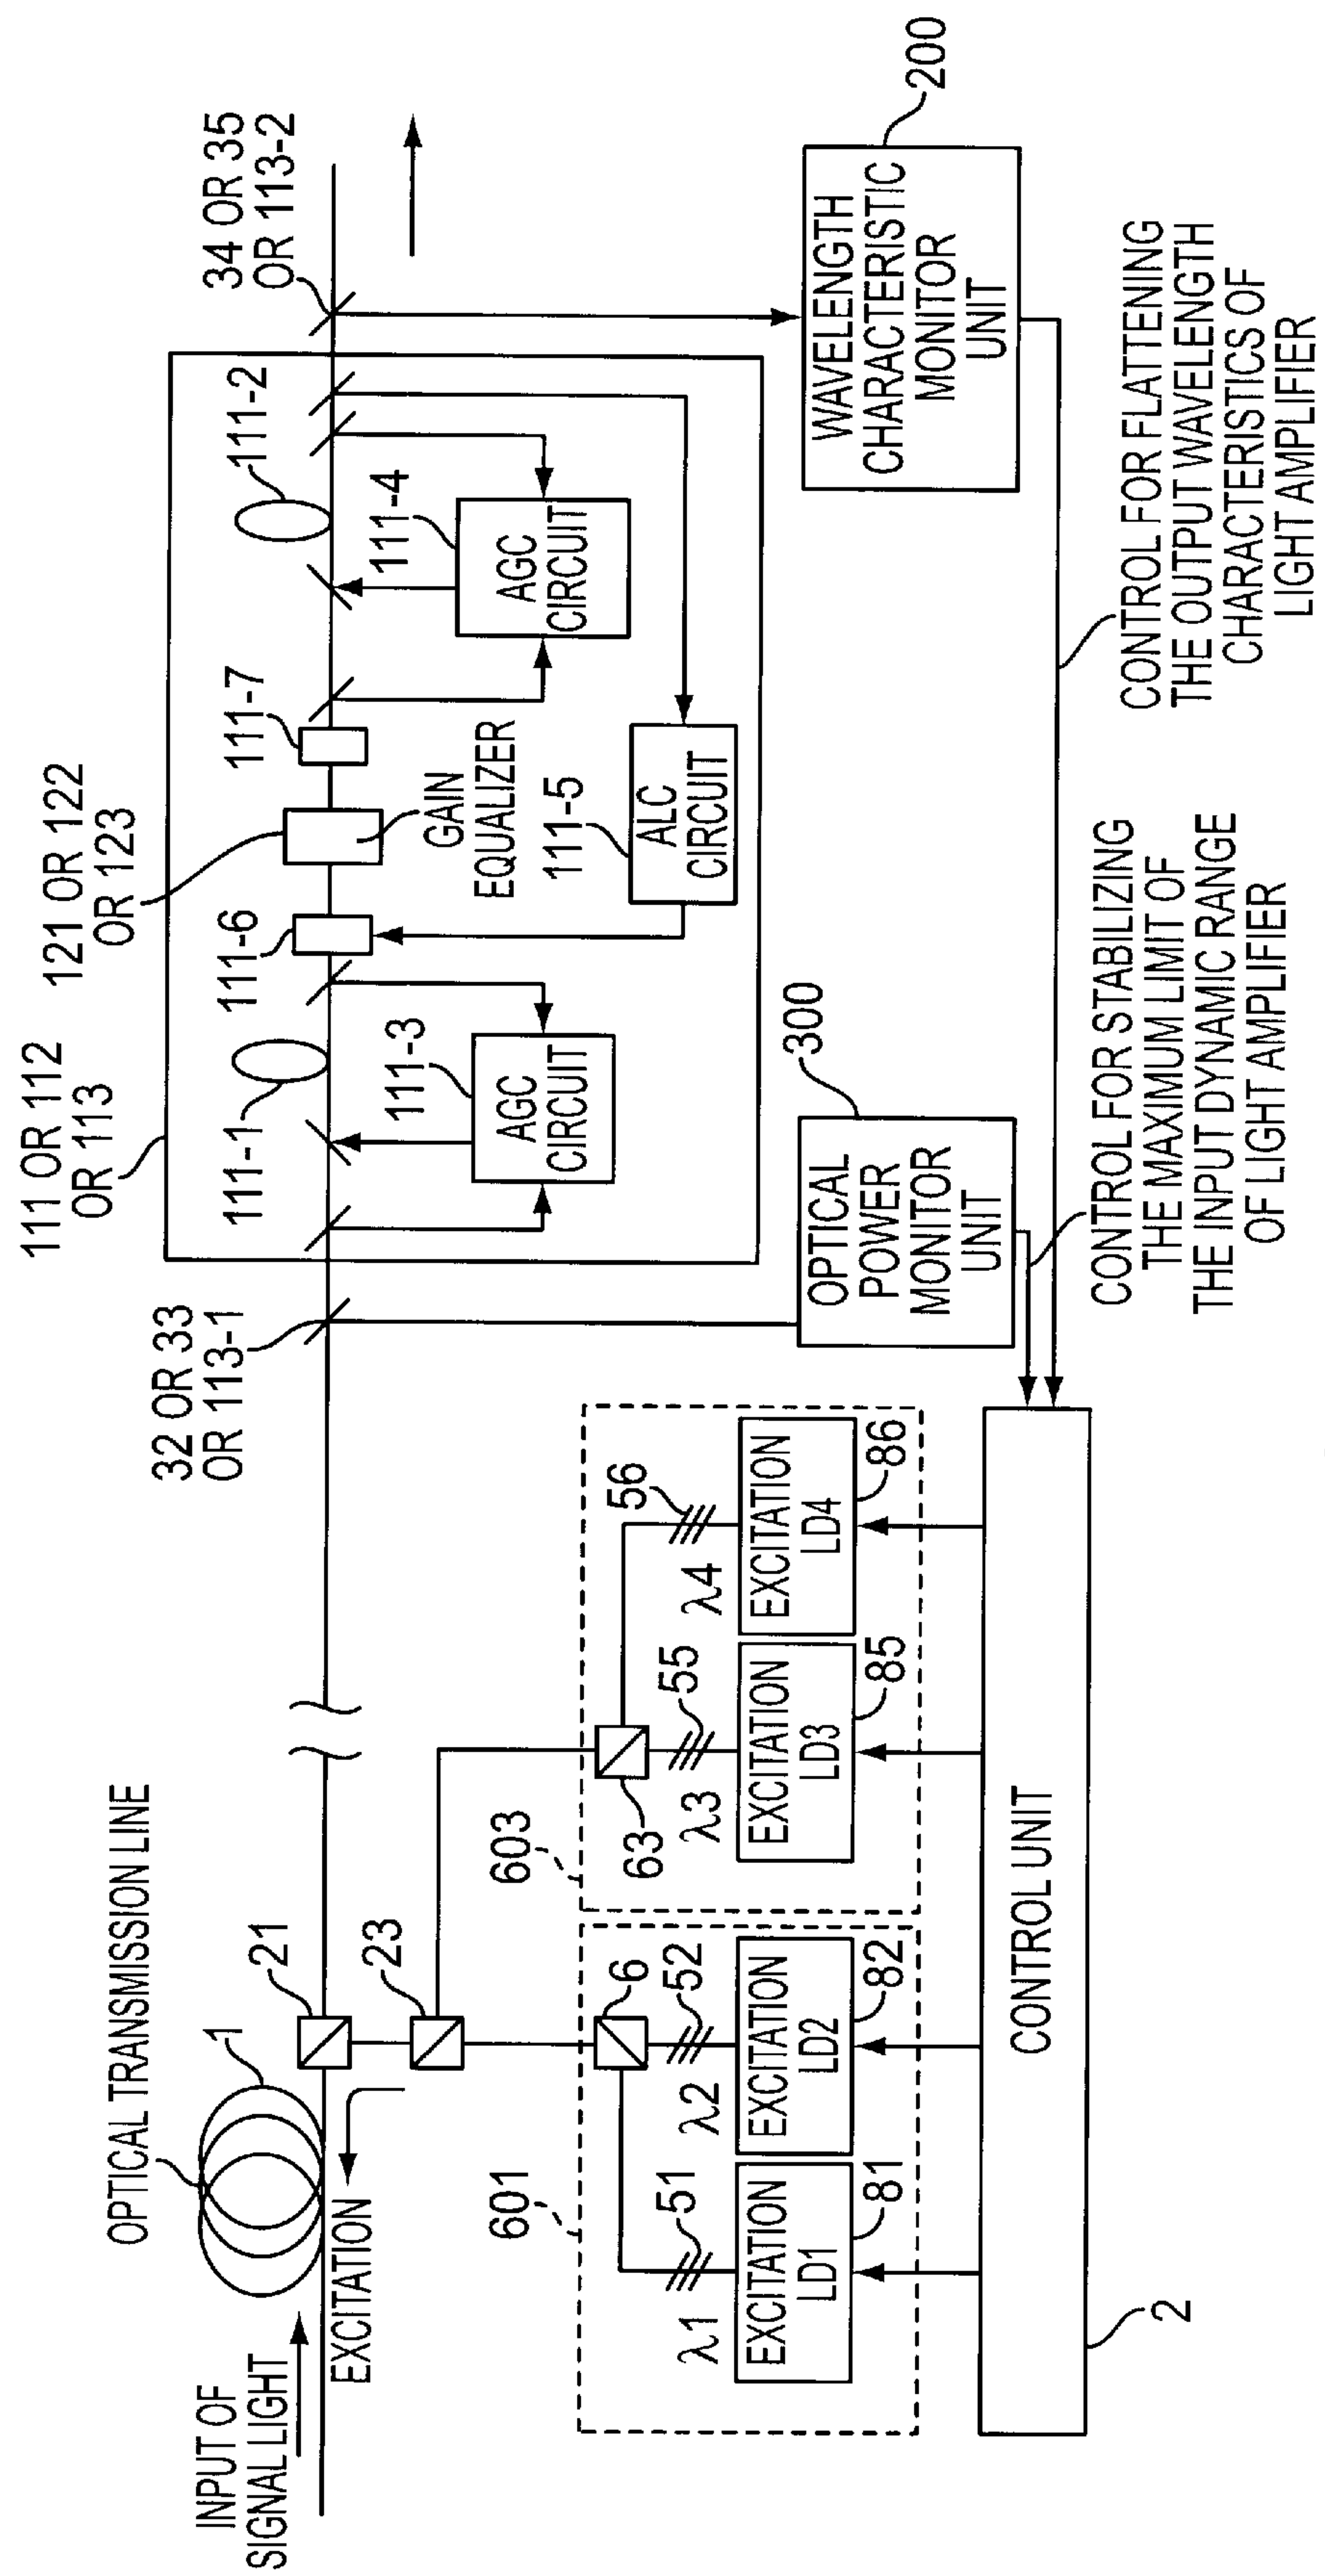 INPUT OF
SIGNAL LIGHT
OPTICAL TRANSMISSION LINE
1
EXCITATION
21
23
32 OR 33
OR 113-1
111 OR 112
OR 113
111-1
111-3
AGC
CIRCUIT
111-6
121 OR 122
OR 123
GAIN
EQUALIZER
111-7
111-5
ALC
CIRCUIT
111-2
111-4
AGC
CIRCUIT
34 OR 35
OR 113-2
200
WAVELENGTH
CHARACTERISTIC
MONITOR
UNIT
300
OPTICAL
POWER
MONITOR
UNIT
CONTROL FOR FLATTENING
THE OUTPUT WAVELENGTH
CHARACTERISTICS OF
LIGHT AMPLIFIER
CONTROL FOR STABILIZING
THE MAXIMUM LIMIT OF
THE INPUT DYNAMIC RANGE
OF LIGHT AMPLIFIER
601
6
51
52
λ1
λ2
EXCITATION
LD1
81
EXCITATION
LD2
82
603
63
55
56
λ3
λ4
EXCITATION
LD3
85
EXCITATION
LD4
86
CONTROL UNIT
2